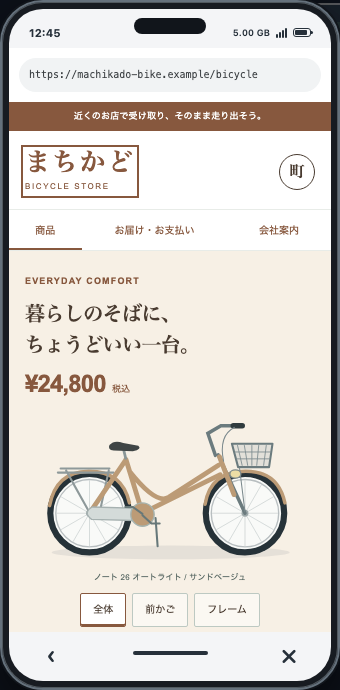 12:45
5.00 GB
https://machikado-bike.example/bicycle
近くのお店で受け取り、そのまま走り出そう。
まちかど
BICYCLE STORE
町
商品
お届け・お支払い
会社案内
EVERYDAY COMFORT
暮らしのそばに、
ちょうどいい一台。
¥24,800 税込
ノート 26 オートライト / サンドベージュ
全体
前かご
フレーム